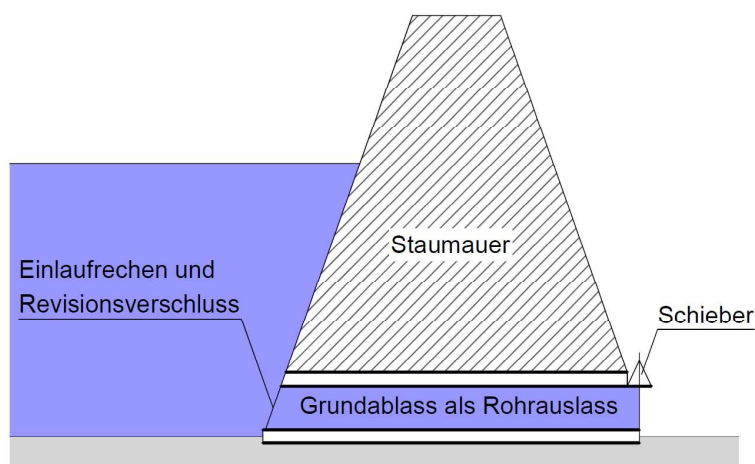 Staumauer
Einlaufrechen und
Revisionsverschluss
Schieber
Grundablass als Rohrauslass